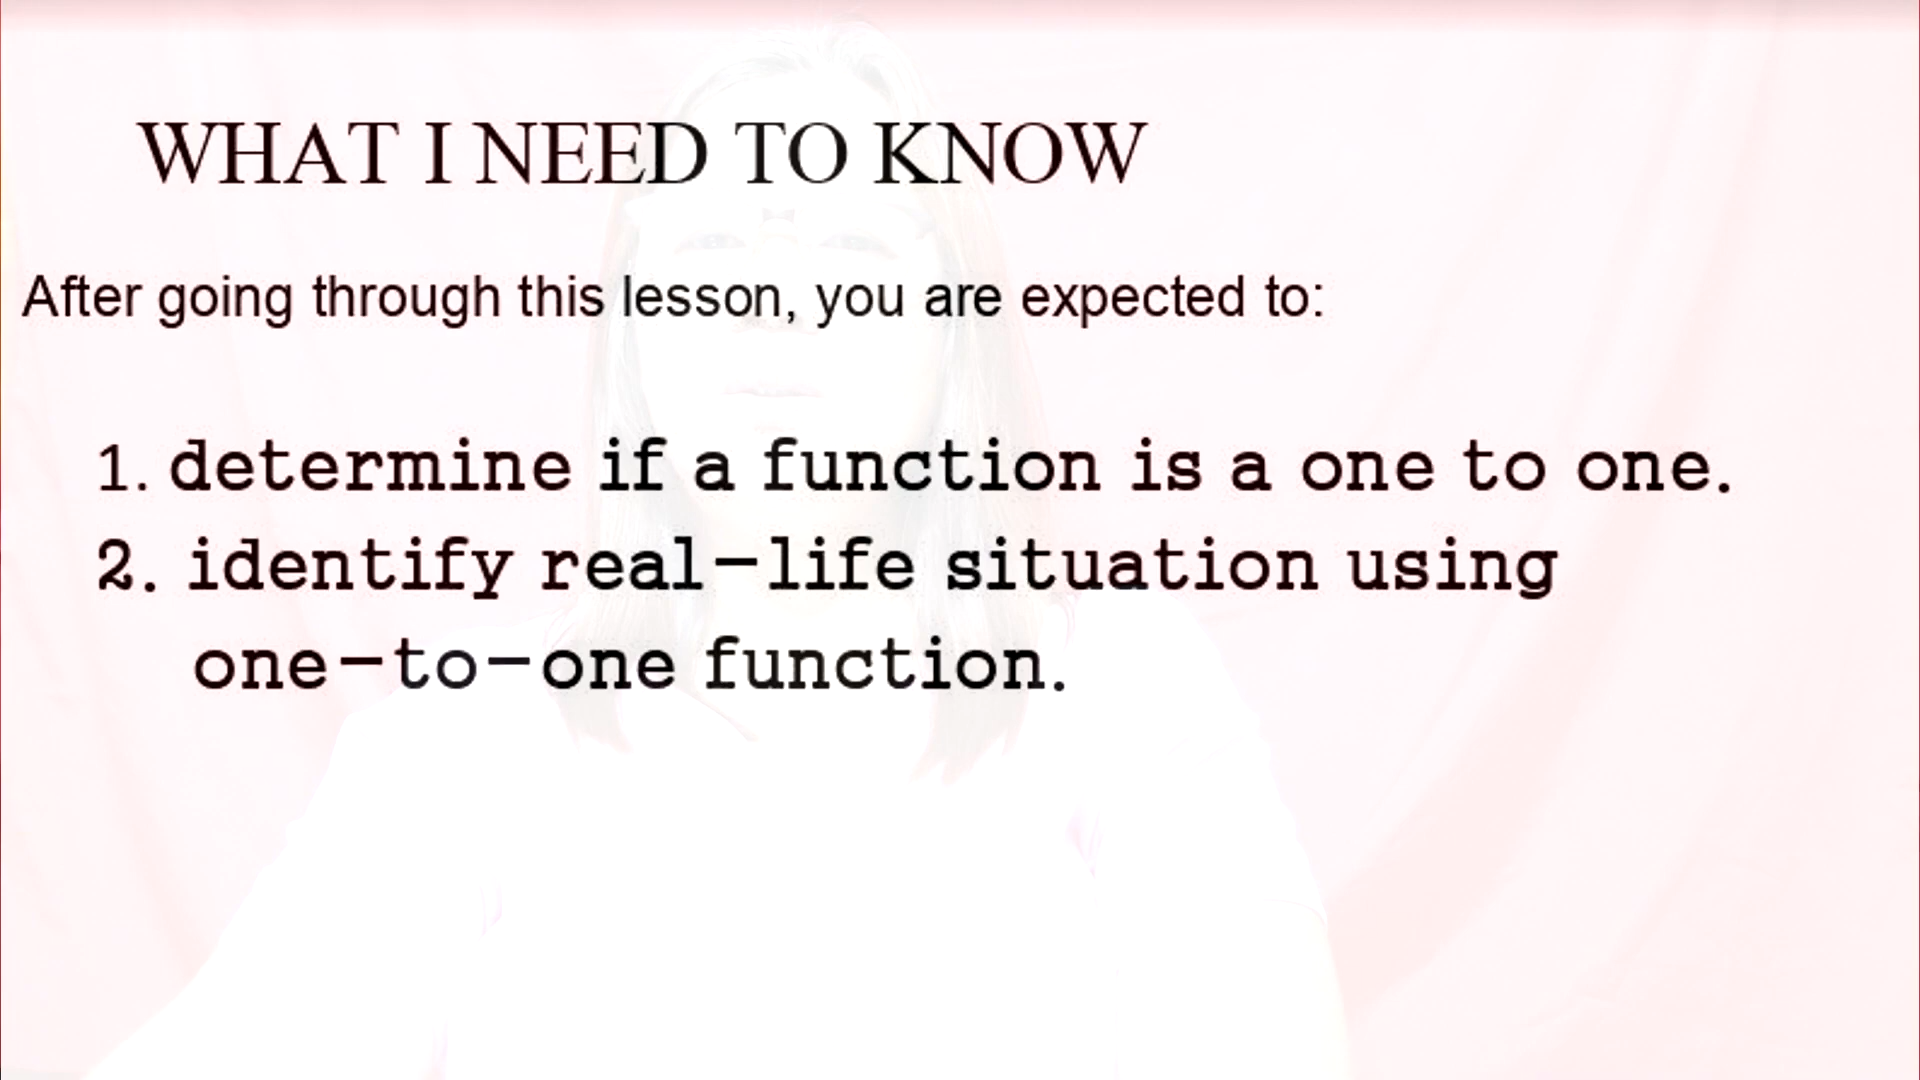 WHAT I NEED TO KNOW
After going through this lesson, you are expected to:
1. determine if a function is a one to one.
2. identify real-life situation using
one-to-one function.